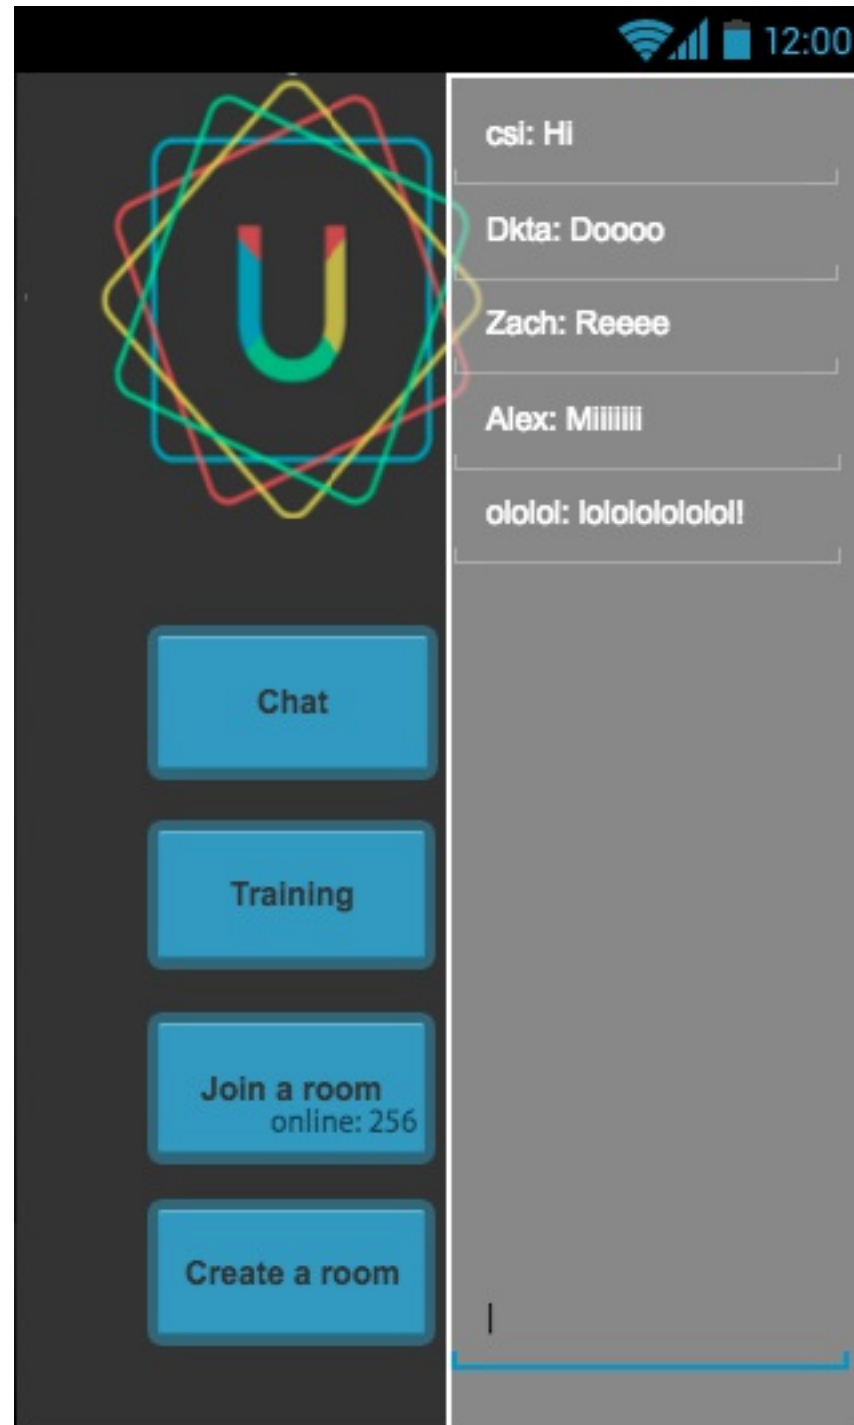 12:00
U
csi: Hi
Dkta: Doooo
Zach: Reeee
Alex: Miiiiiii
ololol: lolololololol!
Chat
Training
Join a room
online: 256
Create a room